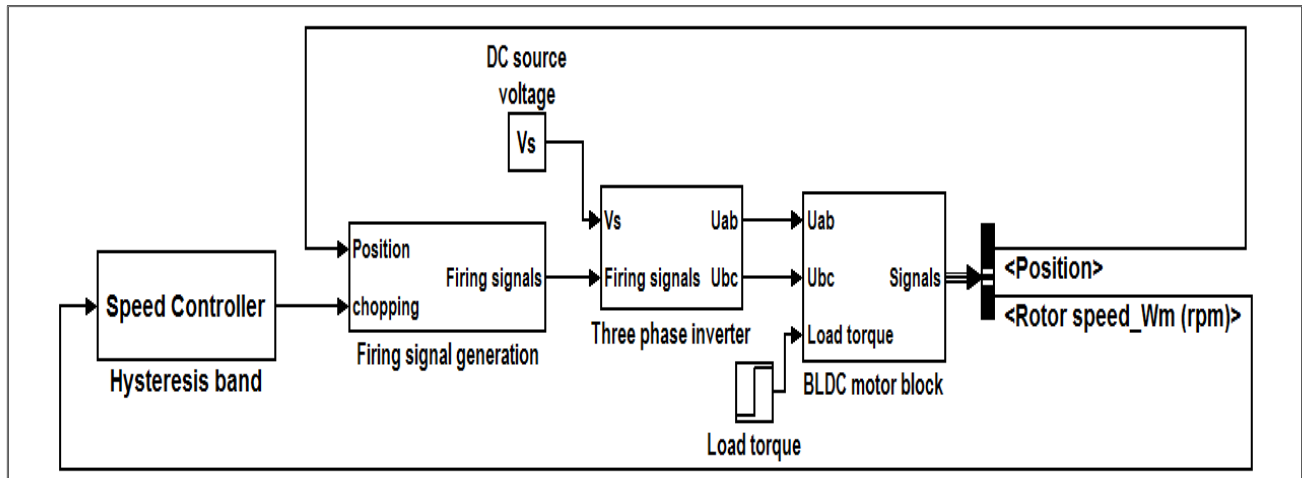 DC source
voltage
Vs
Position
chopping
Firing signals
Firing signal generation
Speed Controller
Hysteresis band
Vs
Firing signals
Uab
Ubc
Three phase inverter
Uab
Ubc
Load torque
Signals
BLDC motor block
Load torque
<Position>
<Rotor speed_Wm (rpm)>